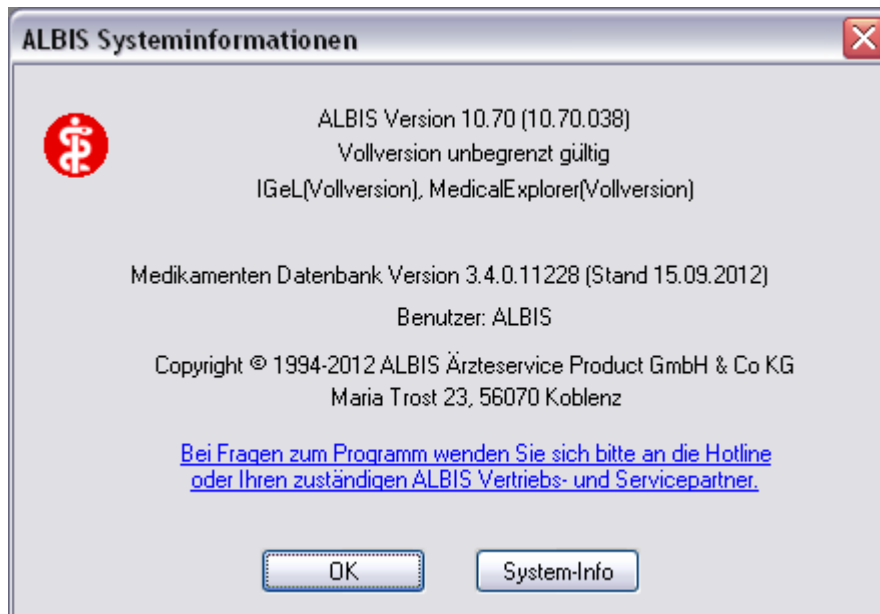 ALBIS Systeminformationen
ALBIS Version 10.70 (10.70.038)
Vollversion unbegrenzt gültig
IGeL(Vollversion), MedicalExplorer(Vollversion)
Medikamenten Datenbank Version 3.4.0.11228 (Stand 15.09.2012)
Benutzer: ALBIS
Copyright © 1994-2012 ALBIS Ärzteservice Product GmbH & Co KG
Maria Trost 23, 56070 Koblenz
Bei Fragen zum Programm wenden Sie sich bitte an die Hotline
oder Ihren zuständigen ALBIS Vertriebs- und Servicepartner.
OK
System-Info